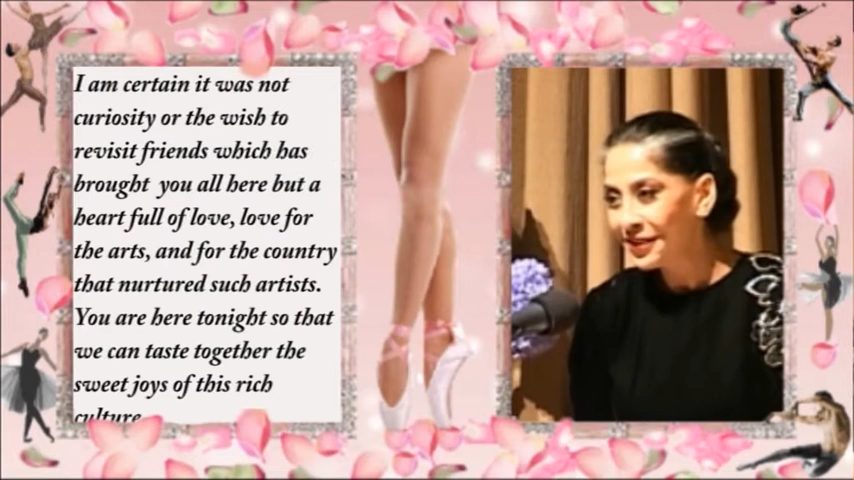 I am certain it was not
curiosity or the wish to
revisit friends which has
brought you all here but a
heart full of love, love for
the arts, and for the country
that nurtured such artists.
You are here tonight so that
we can taste together the
sweet joys of this rich
culture